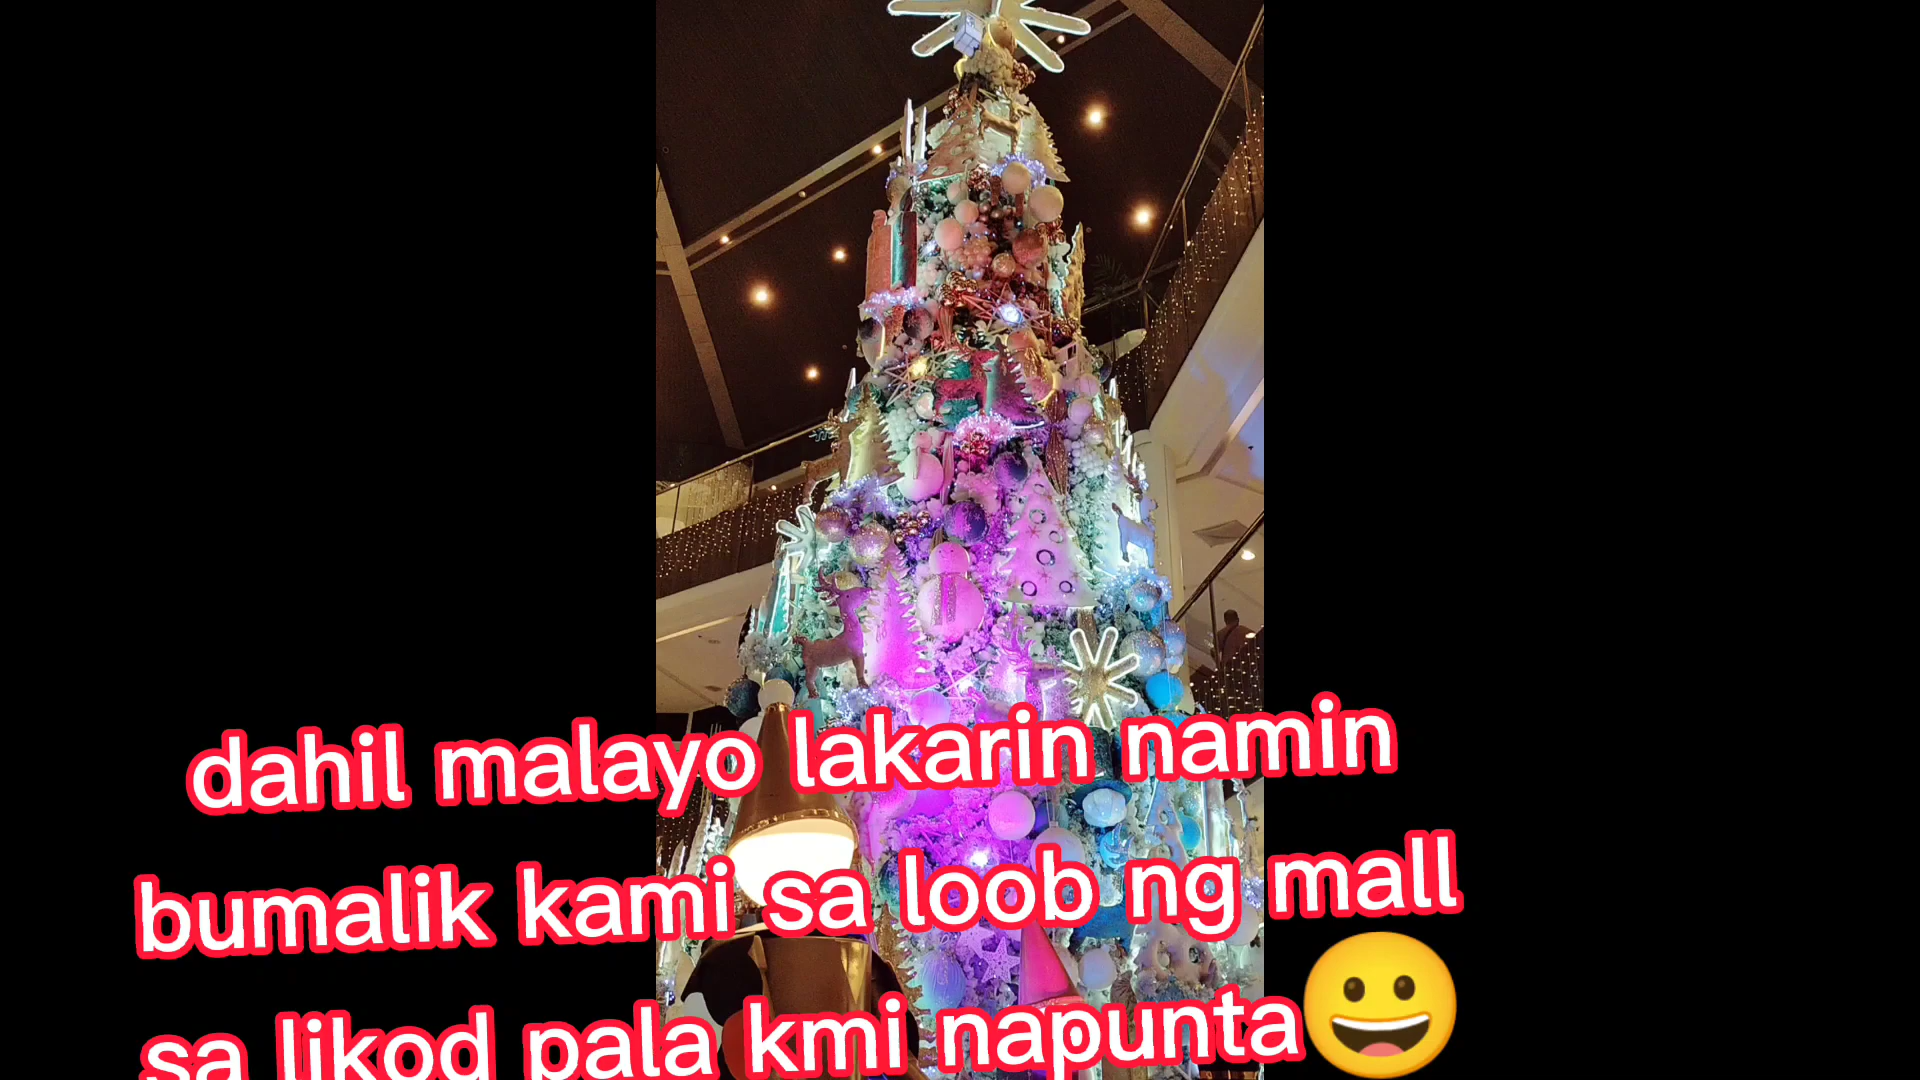 dahil malayo lakarin namin
bumalik kami sa loob ng mall
sa likod pala kmi napunta😀